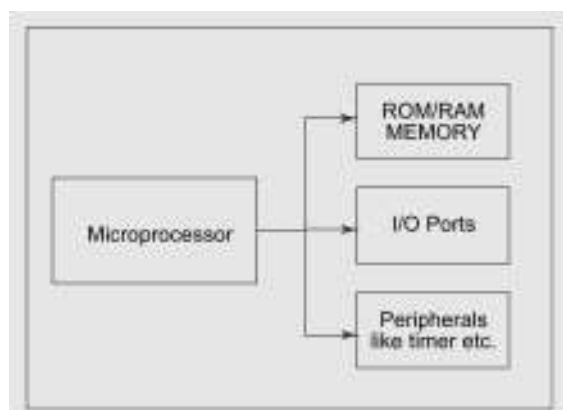 ROM/RAM
MEMORY
Microprocessor
I/O Ports
Peripherals
like timer etc.